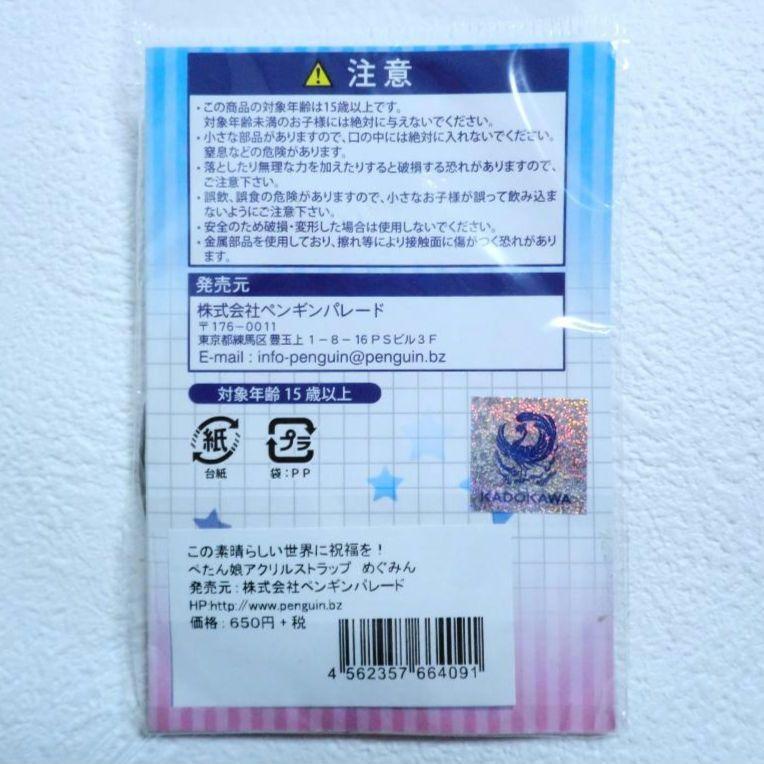 注意
・この商品の対象年齢は15歳以上です。
対象年齢未満のお子様には絶対に与えないでください。
・小さな部品がありますので、口の中には絶対に入れないでください。
窒息などの危険があります。
・落としたり無理な力を加えたりすると破損する恐れがありますので、
ご注意下さい。
・誤飲、誤食の危険がありますので、小さなお子様が誤って飲み込ま
ないようにご注意下さい。
・安全のため破損・変形した場合は使用しないでください。
・金属部品を使用しており、擦れ等により接触面に傷がつく恐れがあり
ます。
発売元
株式会社ペンギンパレード
〒176-0011
東京都練馬区豊玉上1-8-16PSビル3F
E-mail : info-penguin@penguin.bz
対象年齢15歳以上
紙
プラ
台紙
袋:PP
KADOKAWA
この素晴らしい世界に祝福を!
ぺたん娘アクリルストラップ めぐみん
発売元:株式会社ペンギンパレード
HP:http://www.penguin.bz
価格:650円+税
4 562357 664091